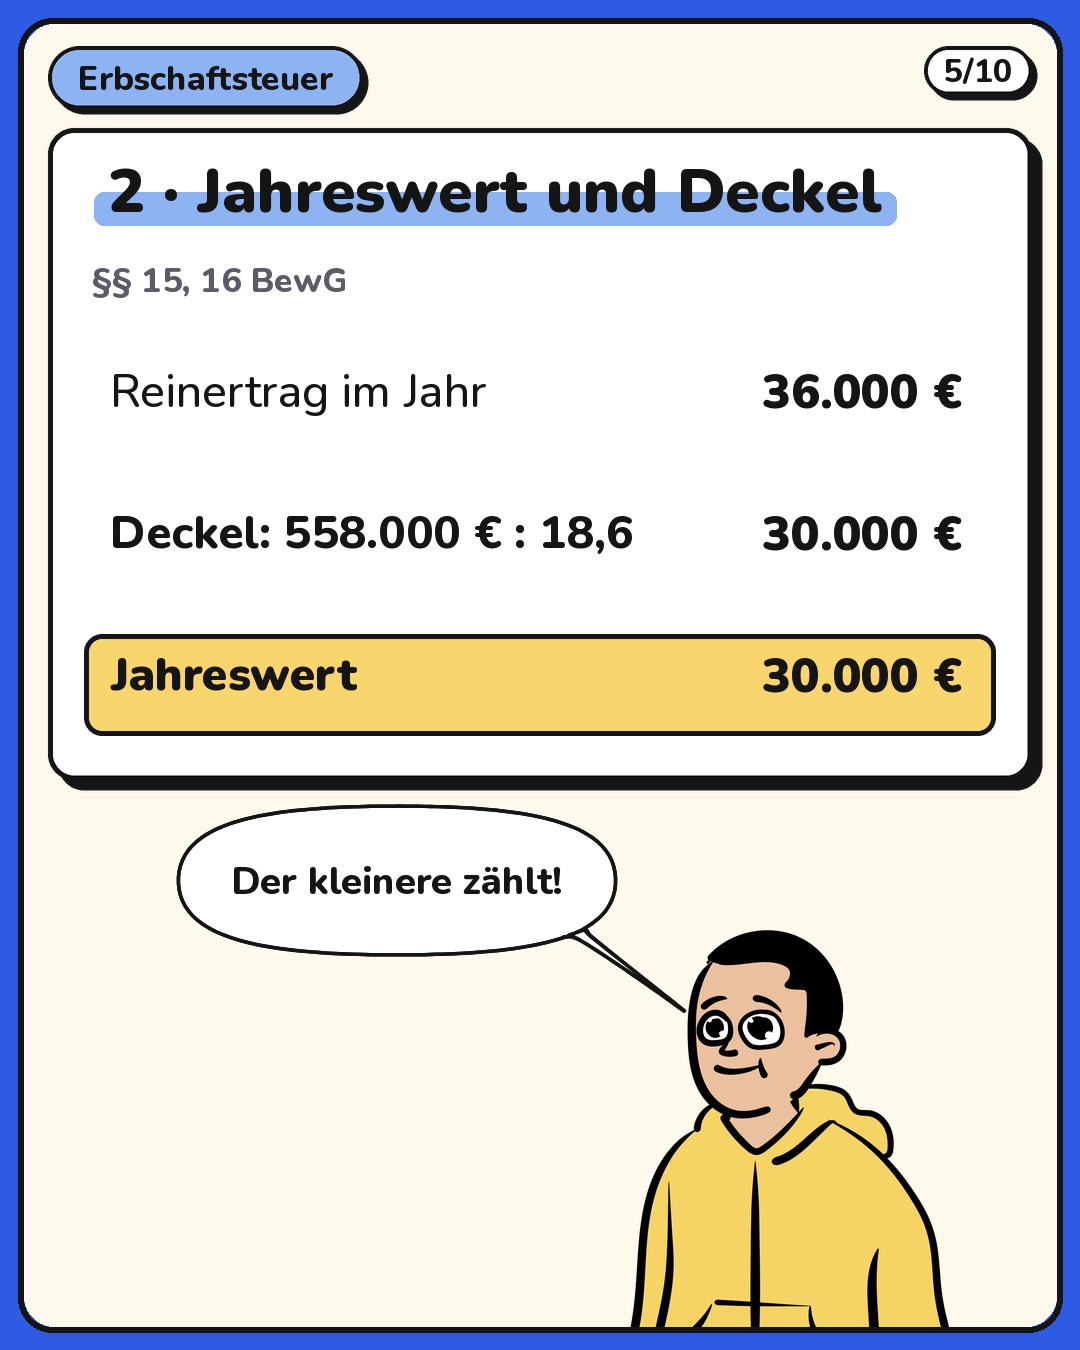 Erbschaftsteuer
5/10
2 · Jahreswert und Deckel
§§ 15, 16 BewG
Reinertrag im Jahr 36.000 €
Deckel: 558.000 € : 18,6 30.000 €
Jahreswert 30.000 €
Der kleinere zählt!